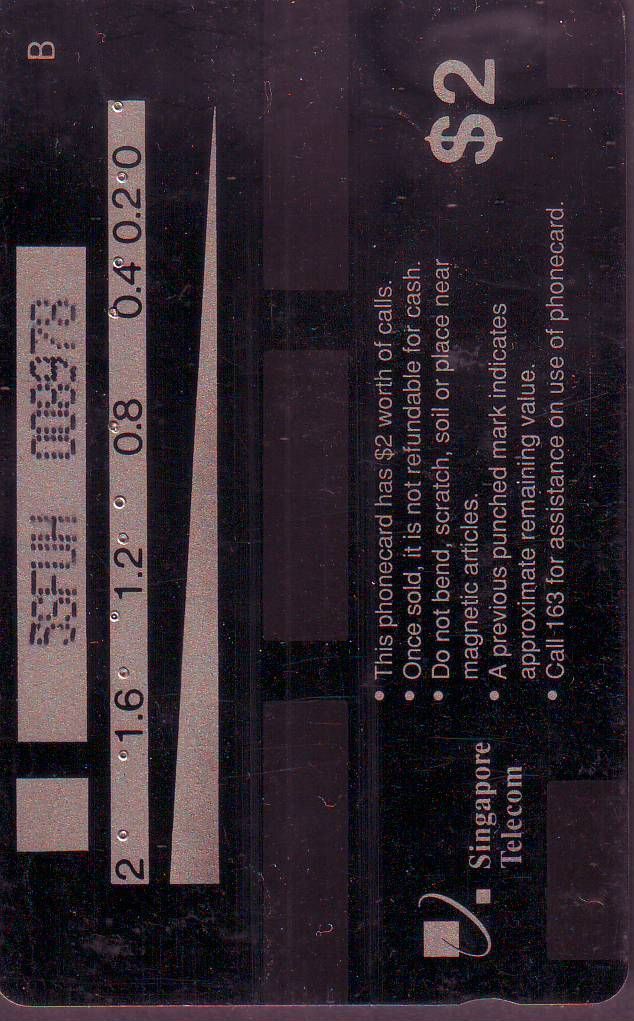 33FUH 008978 B
2 1.6 1.2 0.8 0.4 0.2 0
• This phonecard has $2 worth of calls.
• Once sold, it is not refundable for cash.
• Do not bend, scratch, soil or place near
magnetic articles.
• A previous punched mark indicates
approximate remaining value.
• Call 163 for assistance on use of phonecard.
Singapore
Telecom
$2